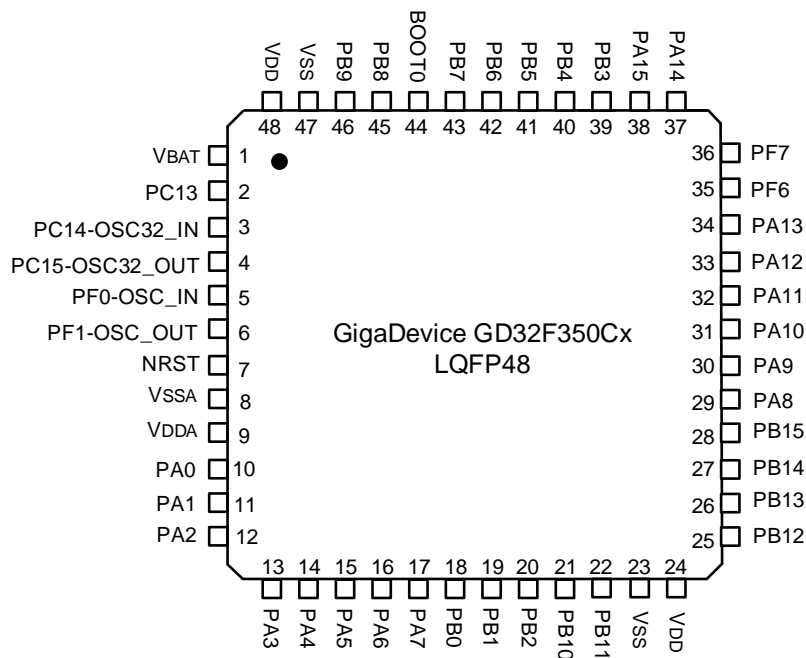 VDD
VSS
PB9
PB8
BOOT0
PB7
PB6
PB5
PB4
PB3
PA15
PA14
48 47 46 45 44 43 42 41 40 39 38 37
VBAT 1
PC13 2
PC14-OSC32_IN 3
PC15-OSC32_OUT 4
PF0-OSC_IN 5
PF1-OSC_OUT 6
NRST 7
VSSA 8
VDDA 9
PA0 10
PA1 11
PA2 12
GigaDevice GD32F350Cx
LQFP48
36 PF7
35 PF6
34 PA13
33 PA12
32 PA11
31 PA10
30 PA9
29 PA8
28 PB15
27 PB14
26 PB13
25 PB12
13 14 15 16 17 18 19 20 21 22 23 24
PA3
PA4
PA5
PA6
PA7
PB0
PB1
PB2
PB10
PB11
VSS
VDD